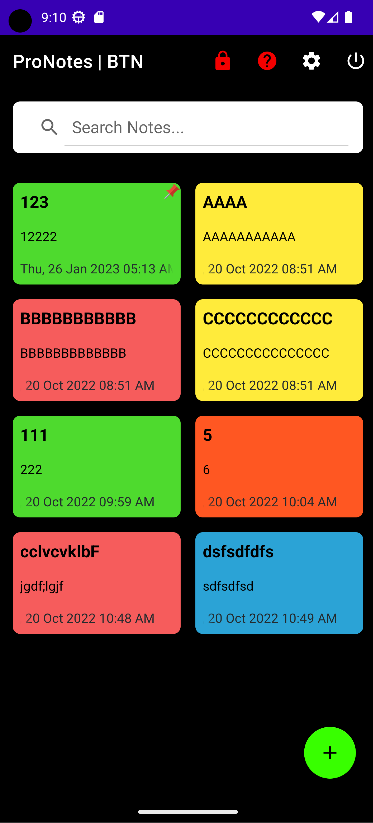 9:10
ProNotes | BTN
Search Notes...
123
12222
Thu, 26 Jan 2023 05:13 A
AAAA
AAAAAAAAAAA
20 Oct 2022 08:51 AM
BBBBBBBBBBB
BBBBBBBBBBBBB
20 Oct 2022 08:51 AM
CCCCCCCCCCCC
CCCCCCCCCCCCCCC
20 Oct 2022 08:51 AM
111
222
20 Oct 2022 09:59 AM
5
6
20 Oct 2022 10:04 AM
cclvcvklbF
jgdf;lgjf
20 Oct 2022 10:48 AM
dsfsdfdfs
sdfsdfsd
20 Oct 2022 10:49 AM